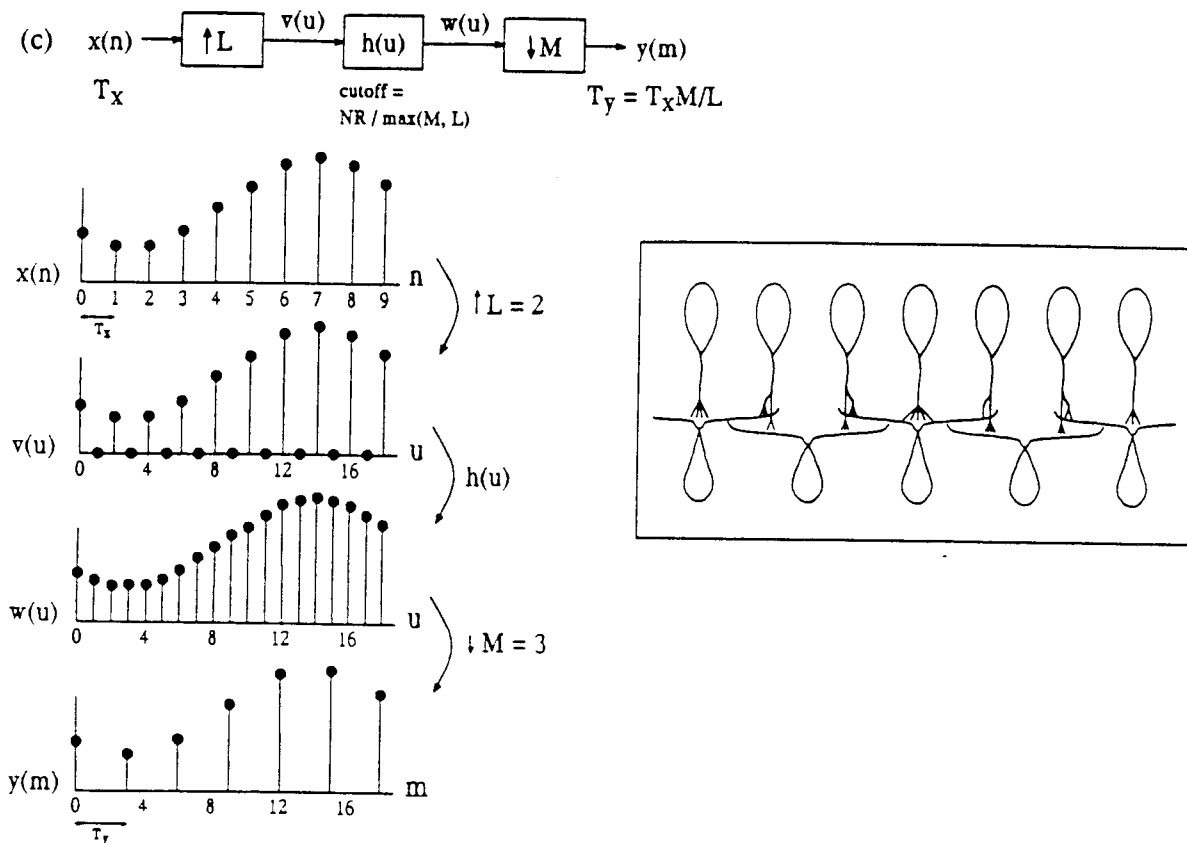 (c) x(n) ↑L v(u) h(u) w(u) ↓M y(m)
T_x cutoff = NR / max(M, L) T_y = T_x M/L
x(n) n
0 1 2 3 4 5 6 7 8 9
T_x
↑L = 2
v(u) u
0 4 8 12 16
h(u)
w(u) u
0 4 8 12 16
↓M = 3
y(m) m
0 4 8 12 16
T_y